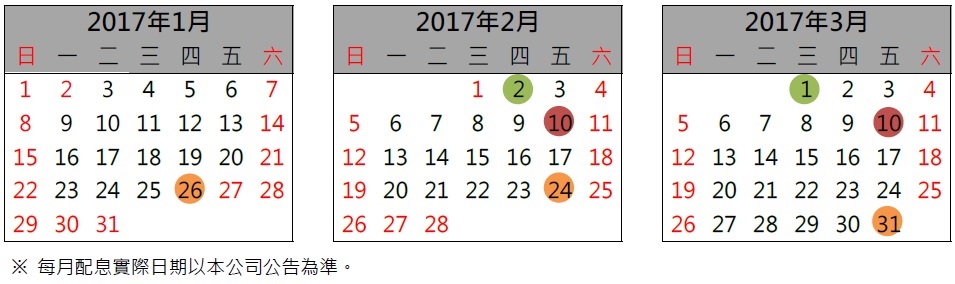 2017年1月
日 一 二 三 四 五 六
1 2 3 4 5 6 7
8 9 10 11 12 13 14
15 16 17 18 19 20 21
22 23 24 25 26 27 28
29 30 31
2017年2月
日 一 二 三 四 五 六
1 2 3 4
5 6 7 8 9 10 11
12 13 14 15 16 17 18
19 20 21 22 23 24 25
26 27 28
2017年3月
日 一 二 三 四 五 六
1 2 3 4
5 6 7 8 9 10 11
12 13 14 15 16 17 18
19 20 21 22 23 24 25
26 27 28 29 30 31
※ 每月配息實際日期以本公司公告為準。